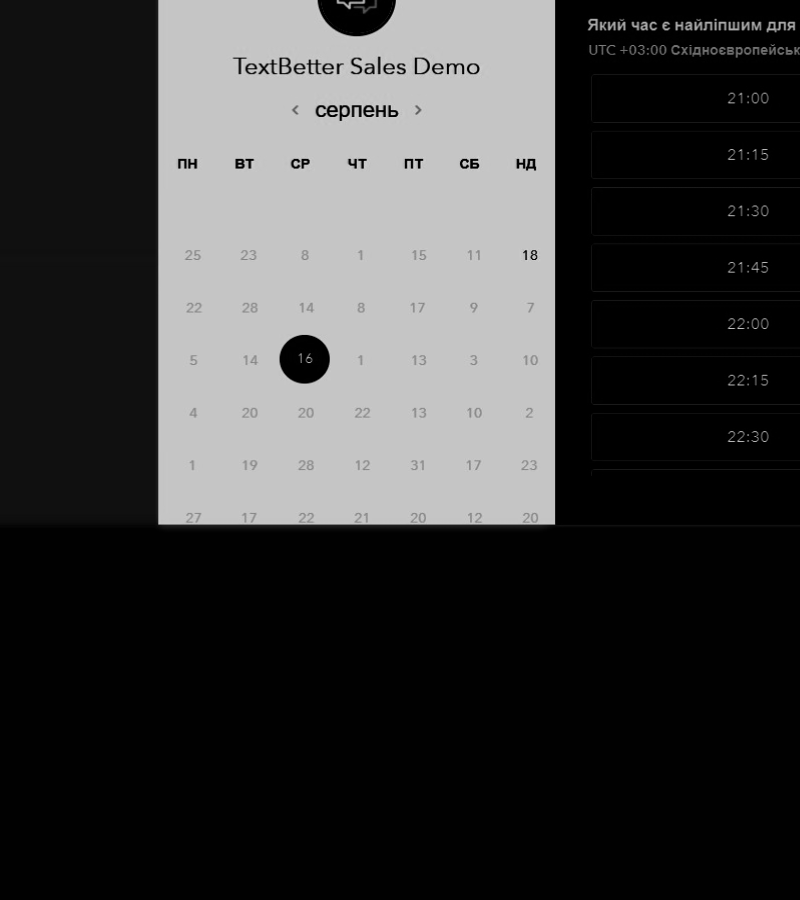 TextBetter Sales Demo
серпень
ПН ВТ СР ЧТ ПТ СБ НД
25 23 8 1 15 11 18
22 28 14 8 17 9 7
5 14 16 1 13 3 10
4 20 20 22 13 10 2
1 19 28 12 31 17 23
27 17 22 21 20 12 20
Який час є найліпшим для
UTC +03:00 Східноєвропейськ
21:00
21:15
21:30
21:45
22:00
22:15
22:30